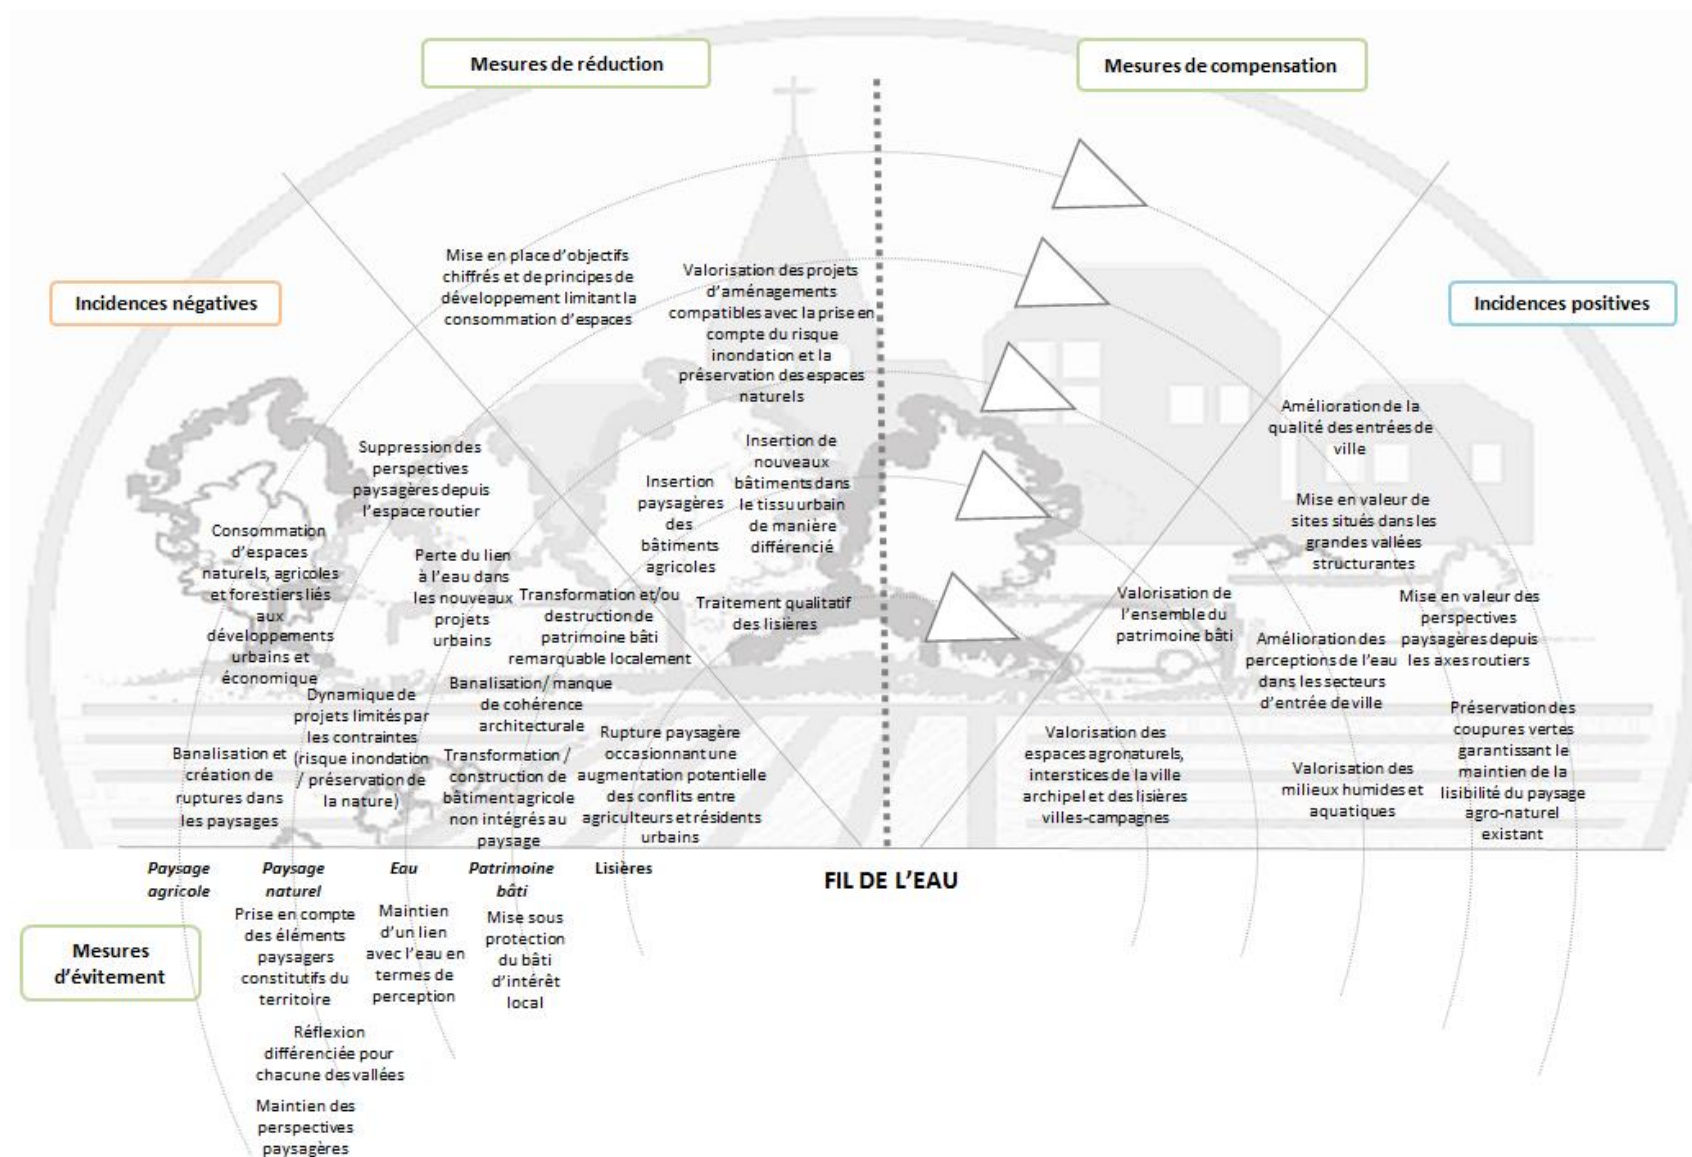 Mesures de réduction
Mesures de compensation
Incidences négatives
Incidences positives
Mise en place d'objectifs
chiffrés et de principes de
développement limitant la
consommation d'espaces
Valorisation des projets
d'aménagements
compatibles avec la prise en
compte du risque
inondation et la
préservation des espaces
naturels
Suppression des
perspectives
paysagères depuis
l'espace routier
Insertion
paysagères
des
bâtiments
agricoles
Insertion de
nouveaux
bâtiments dans
le tissu urbain
de manière
différencié
Consommation
d'espaces
naturels, agricoles
et forestiers liés
aux
développements
urbains et
économique
Perte du lien
à l'eau dans
les nouveaux
projets
urbains
Transformation et/ou
destruction de
patrimoine bâti
remarquable localement
Traitement qualitatif
des lisières
Banalisation et
création de
ruptures dans
les paysages
Dynamique de
projets limités par
les contraintes
(risque inondation
/ préservation de
la nature)
Banalisation/ manque
de cohérence
architecturale
Transformation /
construction de
bâtiment agricole
non intégrés au
paysage
Rupture paysagère
occasionnant une
augmentation potentielle
des conflits entre
agriculteurs et résidents
urbains
Amélioration de la
qualité des entrées de
ville
Mise en valeur de
sites situés dans les
grandes vallées
structurantes
Valorisation de
l'ensemble du
patrimoine bâti
Amélioration des
perceptions de l'eau
dans les secteurs
d'entrée de ville
Mise en valeur des
perspectives
paysagères depuis
les axes routiers
Valorisation des
espaces agronaturels,
interstices de la ville
archipel et des lisières
villes-campagnes
Valorisation des
milieux humides et
aquatiques
Préservation des
coupures vertes
garantissant le
maintien de la
lisibilité du paysage
agro-naturel
existant
Paysage
agricole
Paysage
naturel
Eau
Patrimoine
bâti
Lisières
FIL DE L'EAU
Mesures
d'évitement
Prise en compte
des éléments
paysagers
constitutifs du
territoire
Maintien
d'un lien
avec l'eau en
termes de
perception
Mise sous
protection
du bâti
d'intérêt
local
Réflexion
différenciée pour
chacune des vallées
Maintien des
perspectives
paysagères